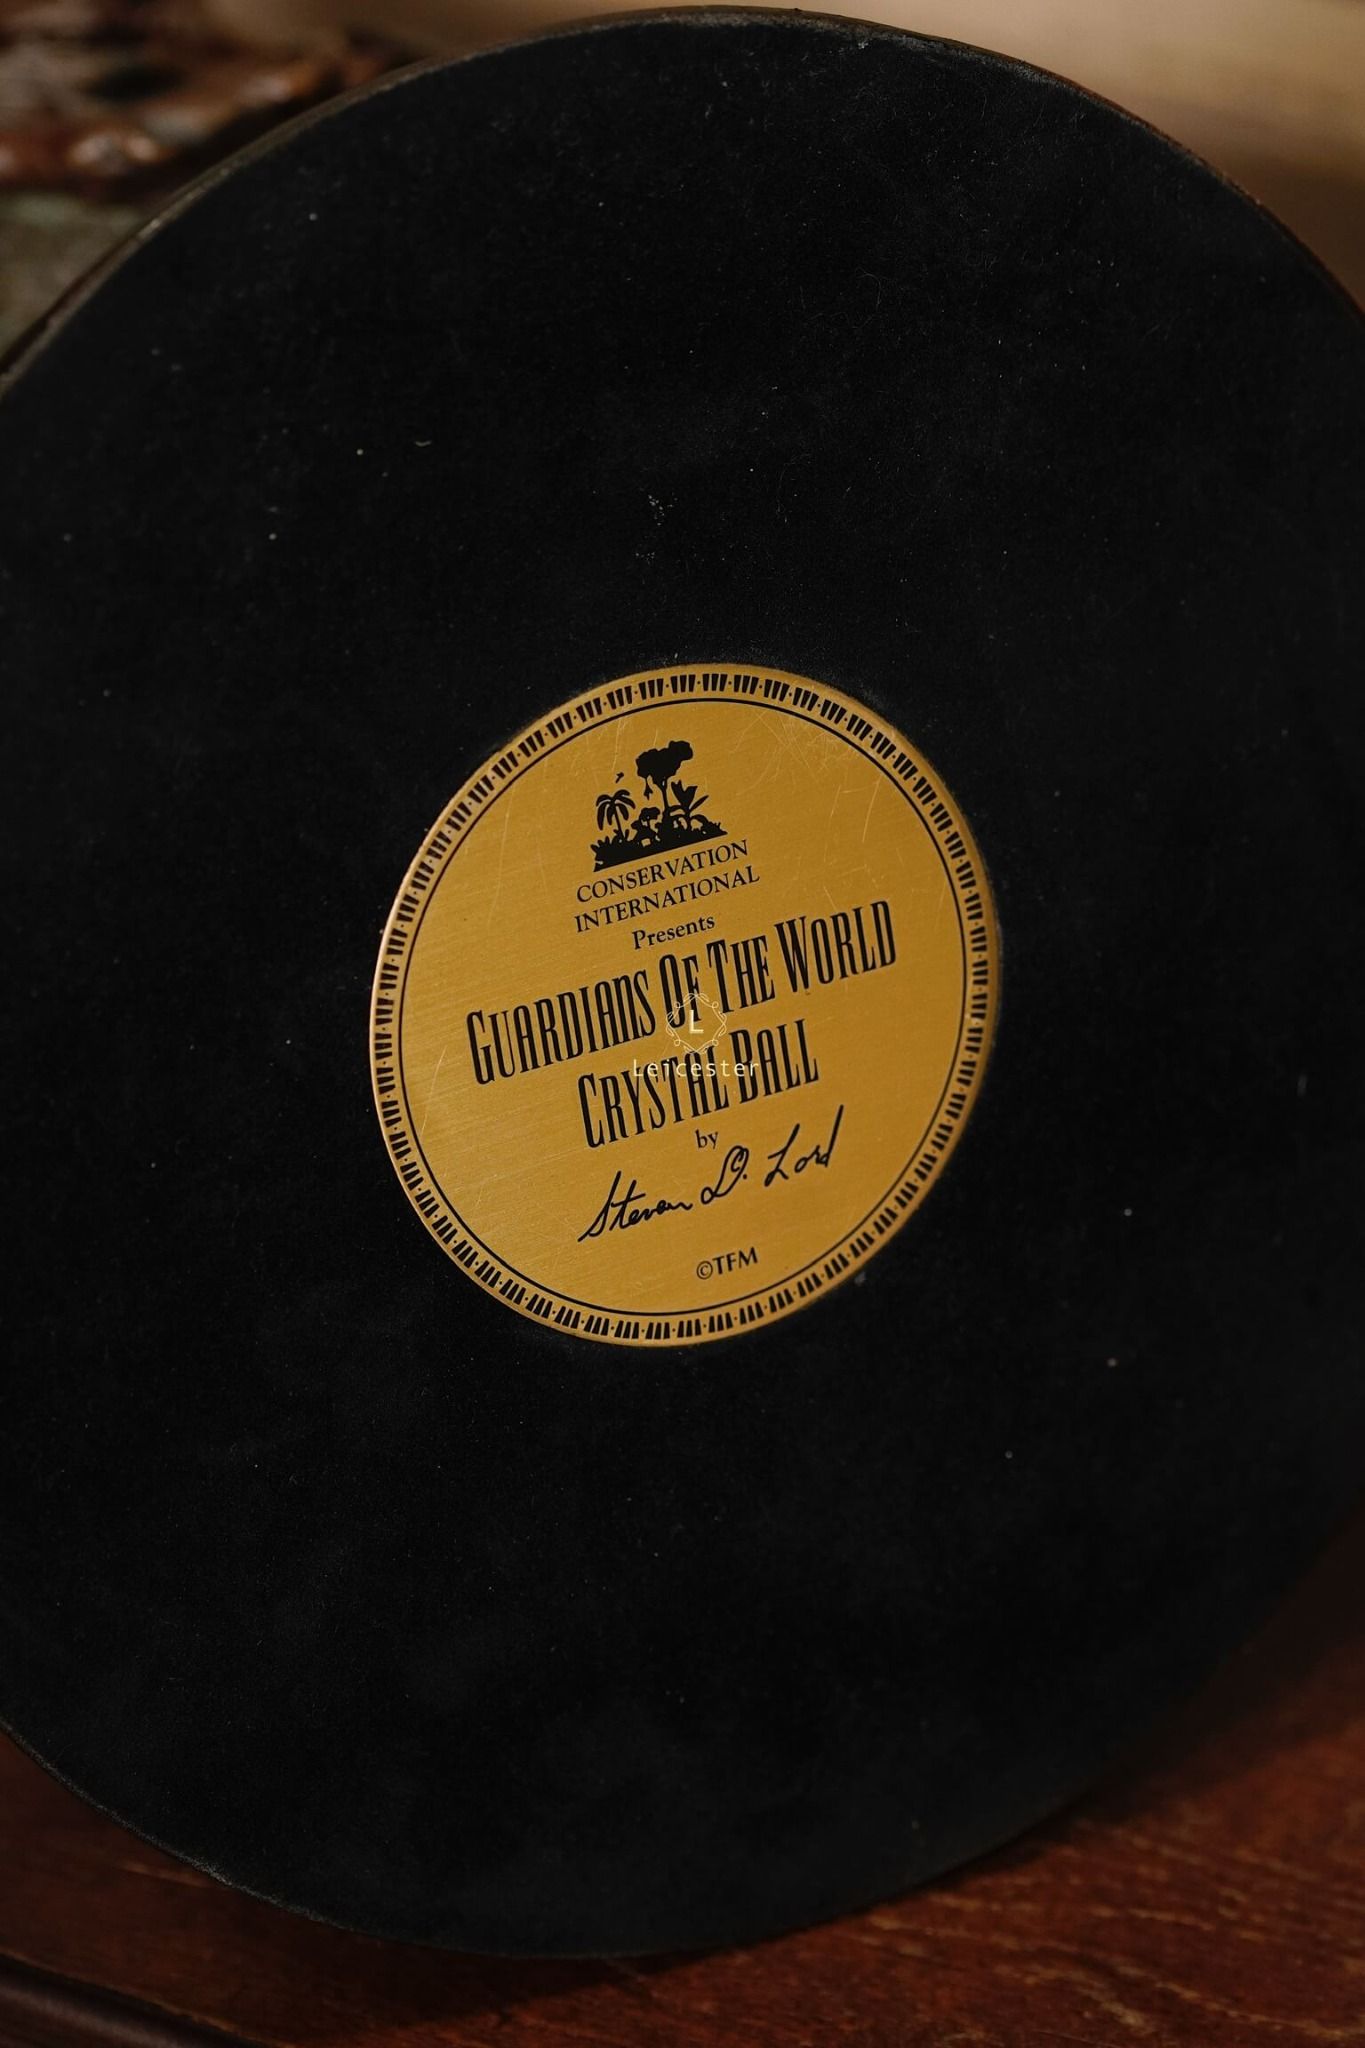 CONSERVATION
INTERNATIONAL
Presents
GUARDIANS OF THE WORLD
L
Leicester
CRYSTAL BALL
by
Steven D. Lord
©TFM